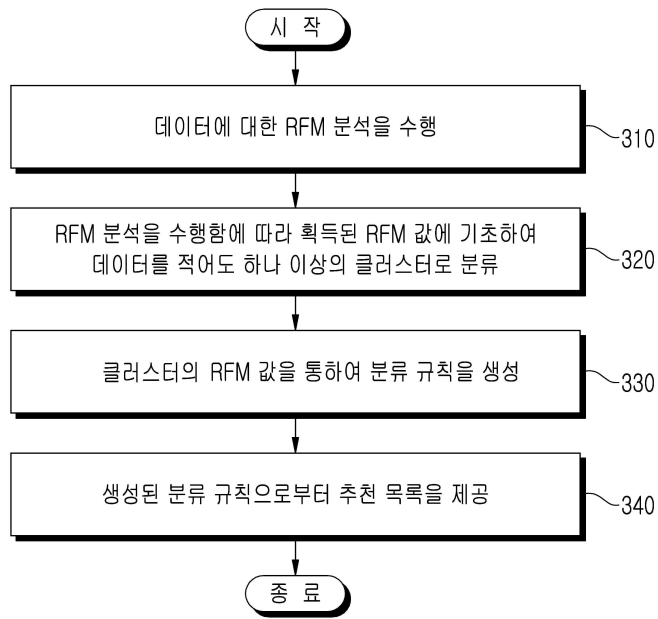 시 작
데이터에 대한 RFM 분석을 수행
310
RFM 분석을 수행함에 따라 획득된 RFM 값에 기초하여
데이터를 적어도 하나 이상의 클러스터로 분류
320
클러스터의 RFM 값을 통하여 분류 규칙을 생성
330
생성된 분류 규칙으로부터 추천 목록을 제공
340
종 료